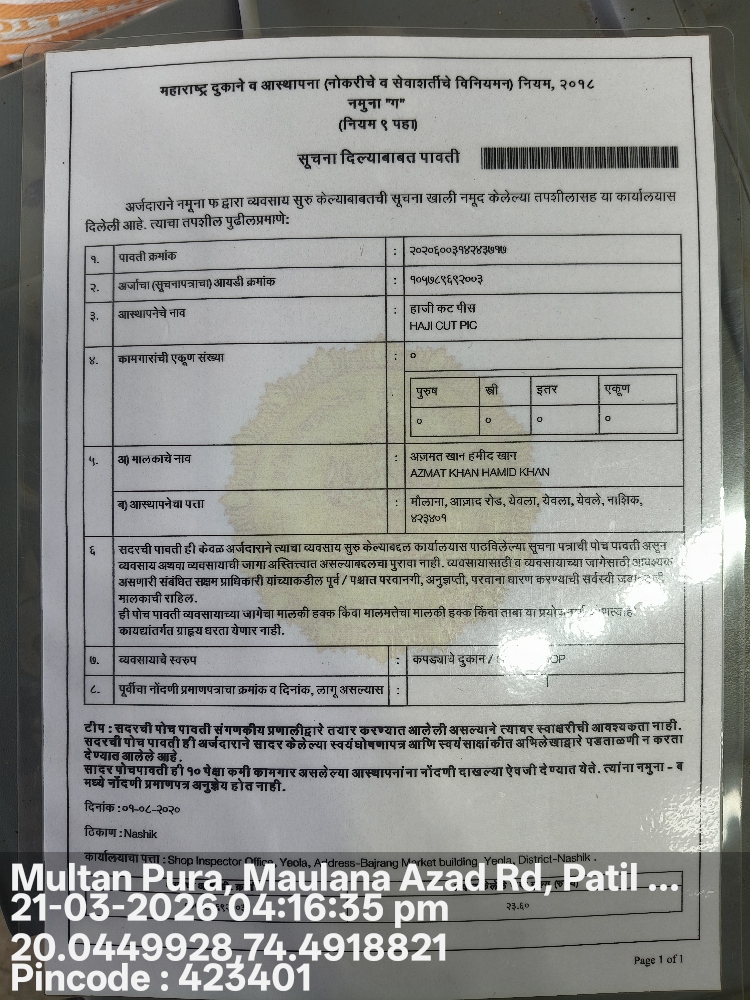 महाराष्ट्र दुकाने व आस्थापना (नोकरीचे व सेवाशर्तीचे विनियमन) नियम, २०१८
नमुना "ग"
(नियम ९ पहा)
सूचना दिल्याबाबत पावती
अर्जदाराने नमूना फ द्वारा व्यवसाय सुरु केल्याबाबतची सूचना खाली नमूद केलेल्या तपशीलासह या कार्यालयास
दिलेली आहे. त्याचा तपशील पुढीलप्रमाणे:
१. पावती क्रमांक : २०२०६००३१४२४३७१७
२. अर्जाचा (सूचनापत्राचा) आयडी क्रमांक : १०५७८९६९२००३
३. आस्थापनेचे नाव : हाजी कट पीस
HAJI CUT PIC
४. कामगारांची एकूण संख्या : ०
पुरुष स्त्री इतर एकूण
० ० ० ०
५. अ) मालकाचे नाव : अज़मत खान हमीद खान
AZMAT KHAN HAMID KHAN
ब) आस्थापनेचा पत्ता : मौलाना, आज़ाद रोड, येवला, येवला, येवले, नाशिक,
४२३४०१
६ सदरची पावती ही केवळ अर्जदाराने त्याचा व्यवसाय सुरु केल्याबद्दल कार्यालयास पाठविलेल्या सुचना पत्राची पोच पावती असून
व्यवसाय अथवा व्यवसायाची जागा अस्तित्वात असल्याबद्दलचा पुरावा नाही. व्यवसायासाठी व व्यवसायाच्या जागेसाठी आवश्यक
असणारी संबंधित सक्षम प्राधिकारी यांच्याकडील पूर्व / पश्चात परवानगी, अनुज्ञप्ती, परवाना धारण करण्याची सर्वस्वी
मालकाची राहिल.
ही पोच पावती व्यवसायाच्या जागेचा मालकी हक्क किंवा मालमत्तेचा मालकी हक्क किंवा ताबा या
कायद्यांतर्गत ग्राह्य धरता येणार नाही.
७. व्यवसायाचे स्वरुप : कपड्याचे दुकान /
८. पूर्वीचा नोंदणी प्रमाणपत्राचा क्रमांक व दिनांक, लागू असल्यास :
टीप : सदरची पोच पावती संगणकीय प्रणालीद्वारे तयार करण्यात आलेली असल्याने त्यावर स्वाक्षरीची आवश्यकता नाही.
सदरची पोच पावती ही अर्जदाराने सादर केलेल्या स्वयंघोषणापत्र आणि स्वयंसाक्षांकीत अभिलेखाद्वारे पडताळणी न करता
देण्यात आलेले आहे.
सादर पोचपावती ही १० पेक्षा कमी कामगार असलेल्या आस्थापनांना नोंदणी दाखल्या ऐवजी देण्यात येते. त्यांना नमुना - ब
मध्ये नोंदणी प्रमाणपत्र अनुज्ञेय होत नाही.
दिनांक :०१-०८-२०२०
ठिकाण : Nashik
कार्यालयाचा पत्ता : Shop Inspector Office, Yeola, Address-Bajrang Market building, Yeola, District-Nashik .
२३.६०
Multan Pura, Maulana Azad Rd, Patil ...
21-03-2026 04:16:35 pm
20.0449928,74.4918821
Pincode : 423401
Page 1 of 1